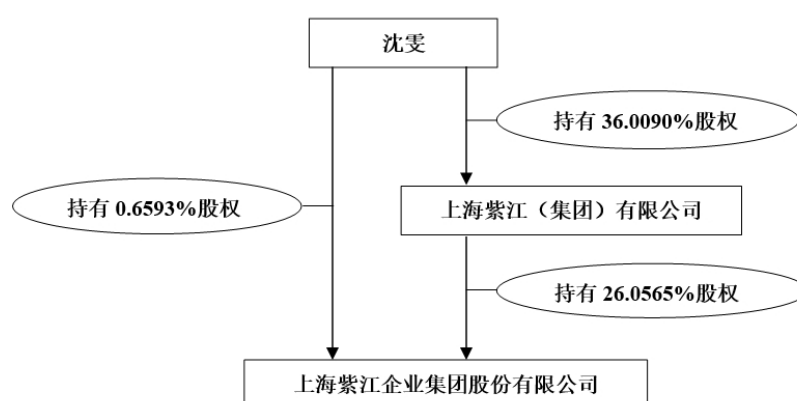 沈雯
持有 36.0090%股权
持有 0.6593%股权
上海紫江（集团）有限公司
持有 26.0565%股权
上海紫江企业集团股份有限公司